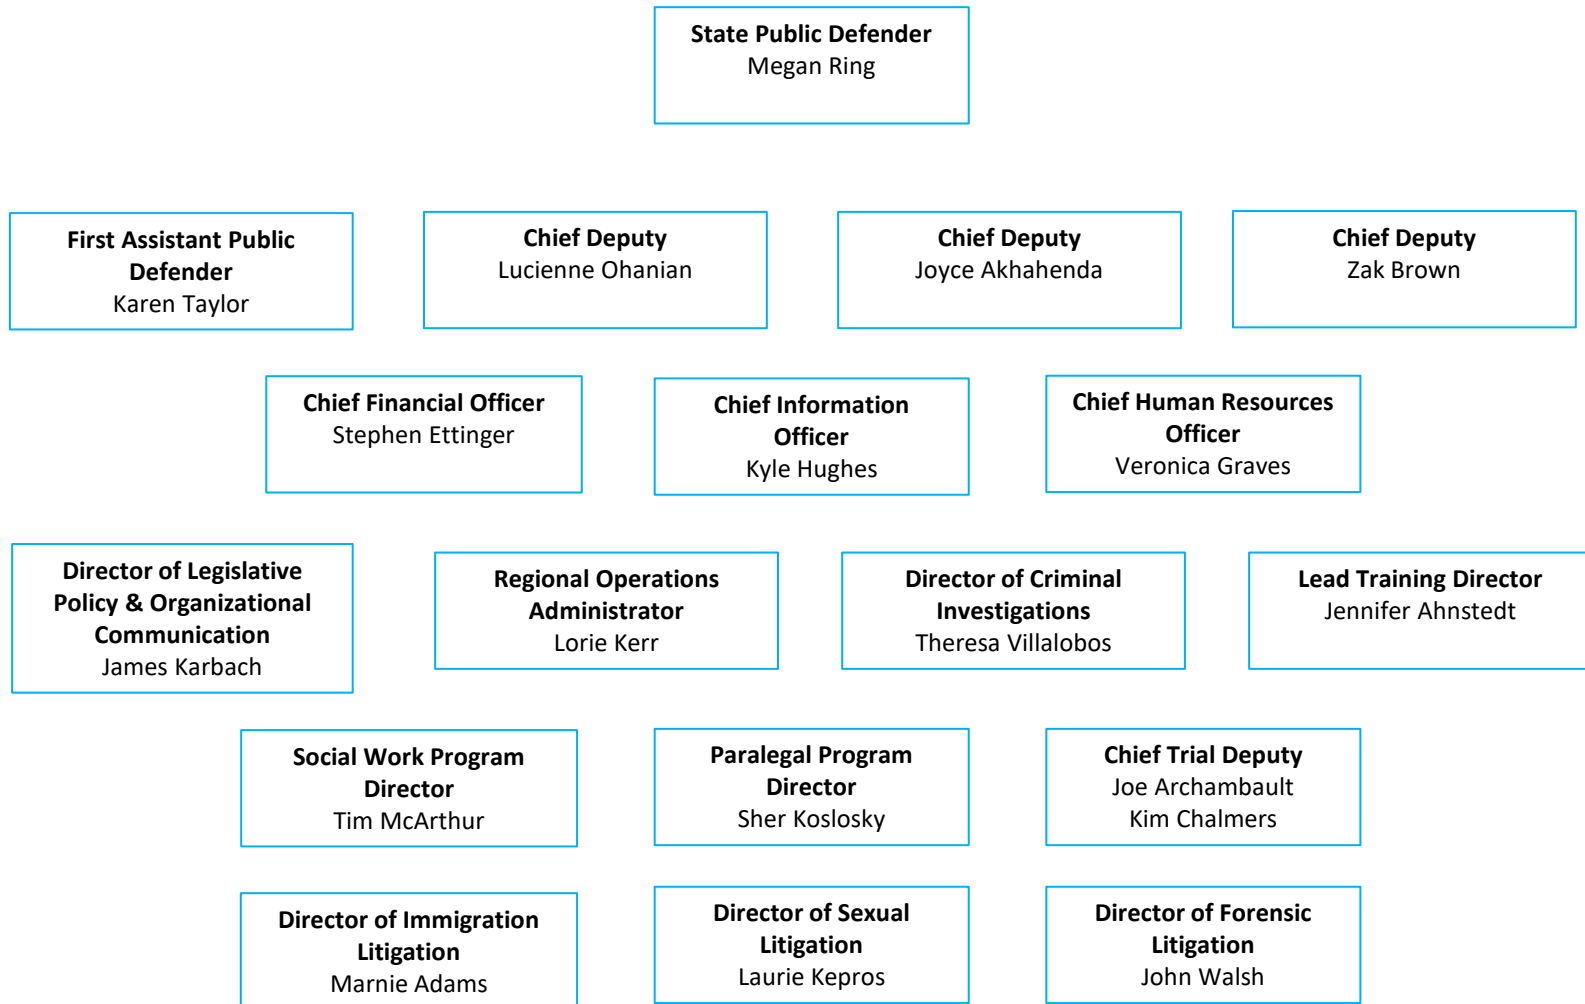 State Public Defender
Megan Ring
First Assistant Public
Defender
Karen Taylor
Chief Deputy
Lucienne Ohanian
Chief Deputy
Joyce Akhahenda
Chief Deputy
Zak Brown
Chief Financial Officer
Stephen Ettinger
Chief Information
Officer
Kyle Hughes
Chief Human Resources
Officer
Veronica Graves
Director of Legislative
Policy & Organizational
Communication
James Karbach
Regional Operations
Administrator
Lorie Kerr
Director of Criminal
Investigations
Theresa Villalobos
Lead Training Director
Jennifer Ahnstedt
Social Work Program
Director
Tim McArthur
Paralegal Program
Director
Sher Koslosky
Chief Trial Deputy
Joe Archambault
Kim Chalmers
Director of Immigration
Litigation
Marnie Adams
Director of Sexual
Litigation
Laurie Kepros
Director of Forensic
Litigation
John Walsh